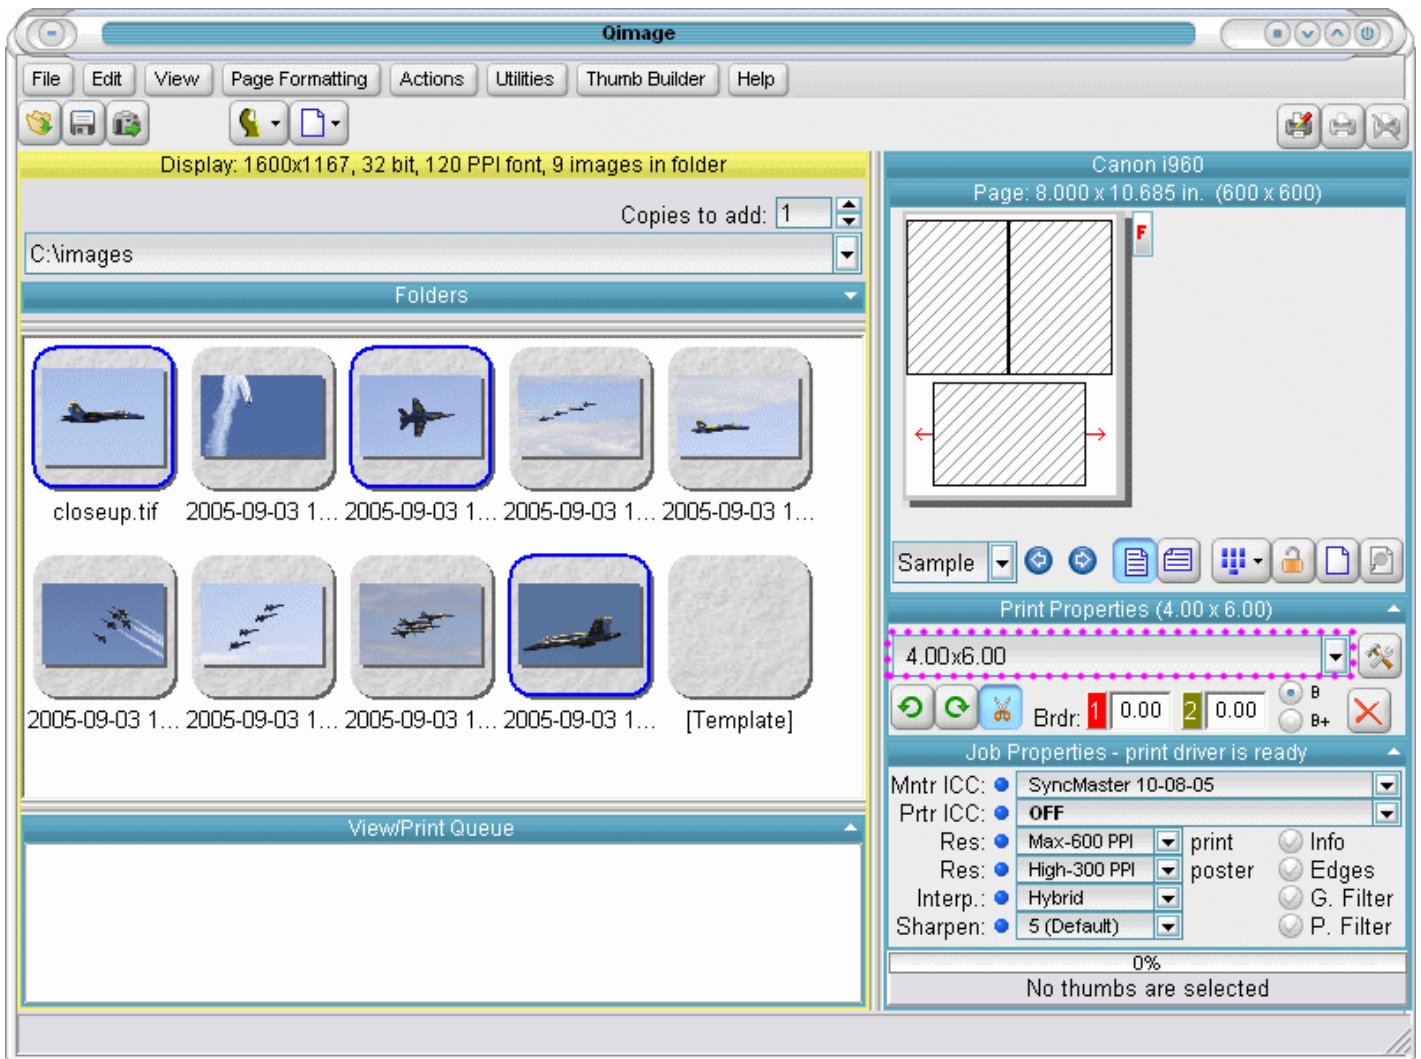 Qimage
File Edit View Page Formatting Actions Utilities Thumb Builder Help
Display: 1600x1167, 32 bit, 120 PPI font, 9 images in folder
Copies to add: 1
C:\images
Folders
closeup.tif 2005-09-03 1... 2005-09-03 1... 2005-09-03 1... 2005-09-03 1...
2005-09-03 1... 2005-09-03 1... 2005-09-03 1... 2005-09-03 1... [Template]
View/Print Queue
Canon i960
Page: 8.000 x 10.685 in. (600 x 600)
F
Sample
Print Properties (4.00 x 6.00)
4.00x6.00
Brdr: 1 0.00 2 0.00 B
B+
Job Properties - print driver is ready
Mntr ICC: SyncMaster 10-08-05
Prtr ICC: OFF
Res: Max-600 PPI print Info
Res: High-300 PPI poster Edges
Interp.: Hybrid G. Filter
Sharpen: 5 (Default) P. Filter
0%
No thumbs are selected